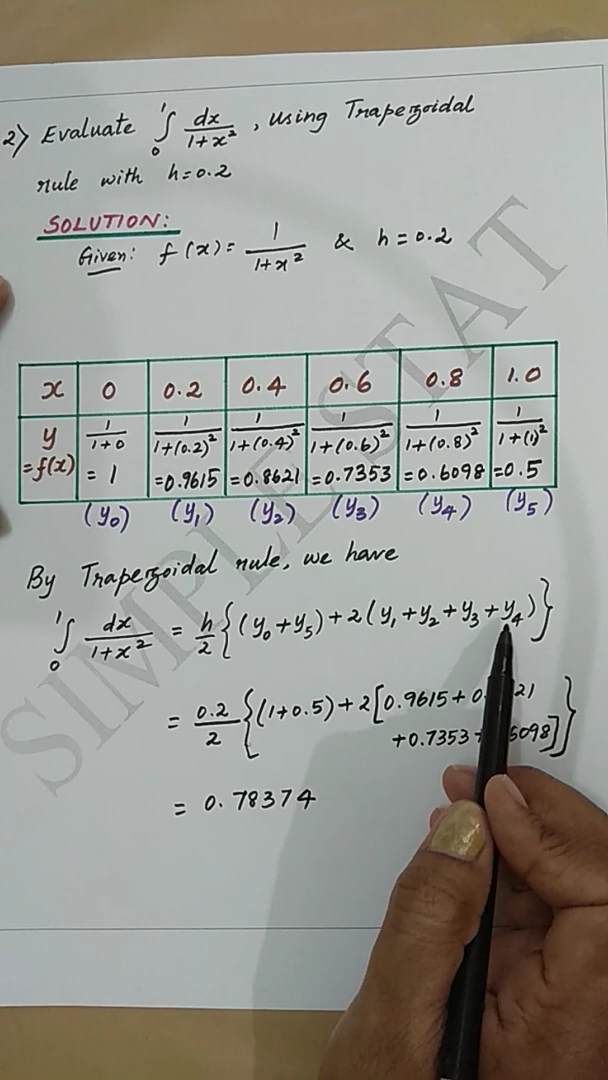 2) Evaluate ∫₀¹ dx/(1+x²), using Trapezoidal
rule with h=0.2
SOLUTION:
Given: f(x) = 1/(1+x²) & h=0.2
x 0 0.2 0.4 0.6 0.8 1.0
y =f(x) 1/(1+0) =1 1/(1+(0.2)²) =0.9615 1/(1+(0.4)²) =0.8621 1/(1+(0.6)²) =0.7353 1/(1+(0.8)²) =0.6098 1/(1+(1)²) =0.5
(y₀) (y₁) (y₂) (y₃) (y₄) (y₅)
By Trapezoidal rule, we have
∫₀¹ dx/(1+x²) = h/2 {(y₀+y₅)+2(y₁+y₂+y₃+y₄)}
= 0.2/2 {(1+0.5)+2[0.9615+0. 21
+0.7353+ 6098]}
= 0.78374
SIMPLE STAT